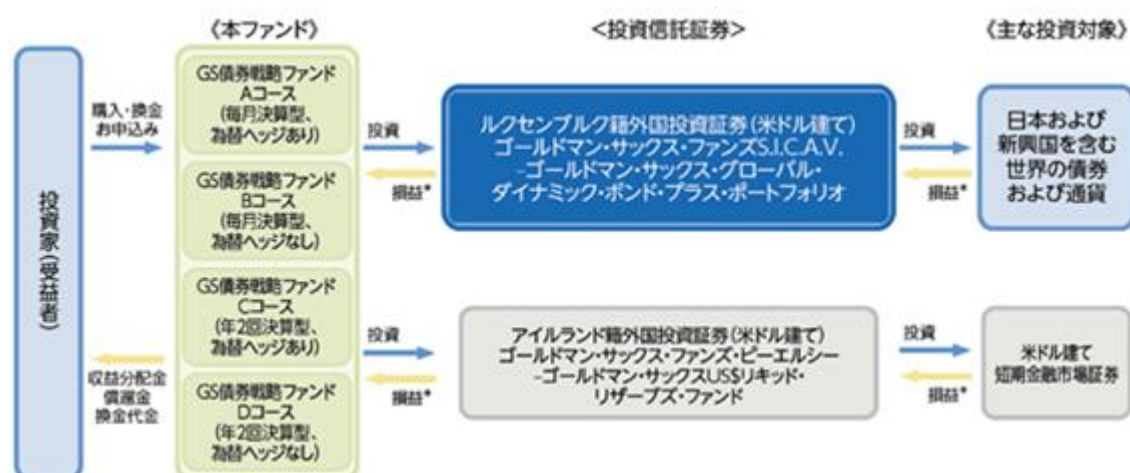 《本ファンド》
<投資信託証券>
《主な投資対象》
投資家(受益者)
購入・換金
お申込み
収益分配金
償還金
換金代金
GS債券戦略ファンド
Aコース
(毎月決算型、
為替ヘッジあり)
GS債券戦略ファンド
Bコース
(毎月決算型、
為替ヘッジなし)
GS債券戦略ファンド
Cコース
(年2回決算型、
為替ヘッジあり)
GS債券戦略ファンド
Dコース
(年2回決算型、
為替ヘッジなし)
投資
損益*
ルクセンブルク籍外国投資証券(米ドル建て)
ゴールドマン・サックス・ファンズS.I.C.A.V.
-ゴールドマン・サックス・グローバル・
ダイナミック・ボンド・プラス・ポートフォリオ
投資
損益*
日本および
新興国を含む
世界の債券
および通貨
投資
損益*
アイルランド籍外国投資証券(米ドル建て)
ゴールドマン・サックス・ファンズ・ピーエルシー
-ゴールドマン・サックスUS$リキッド・
リザーブズ・ファンド
投資
損益*
米ドル建て
短期金融市場証券